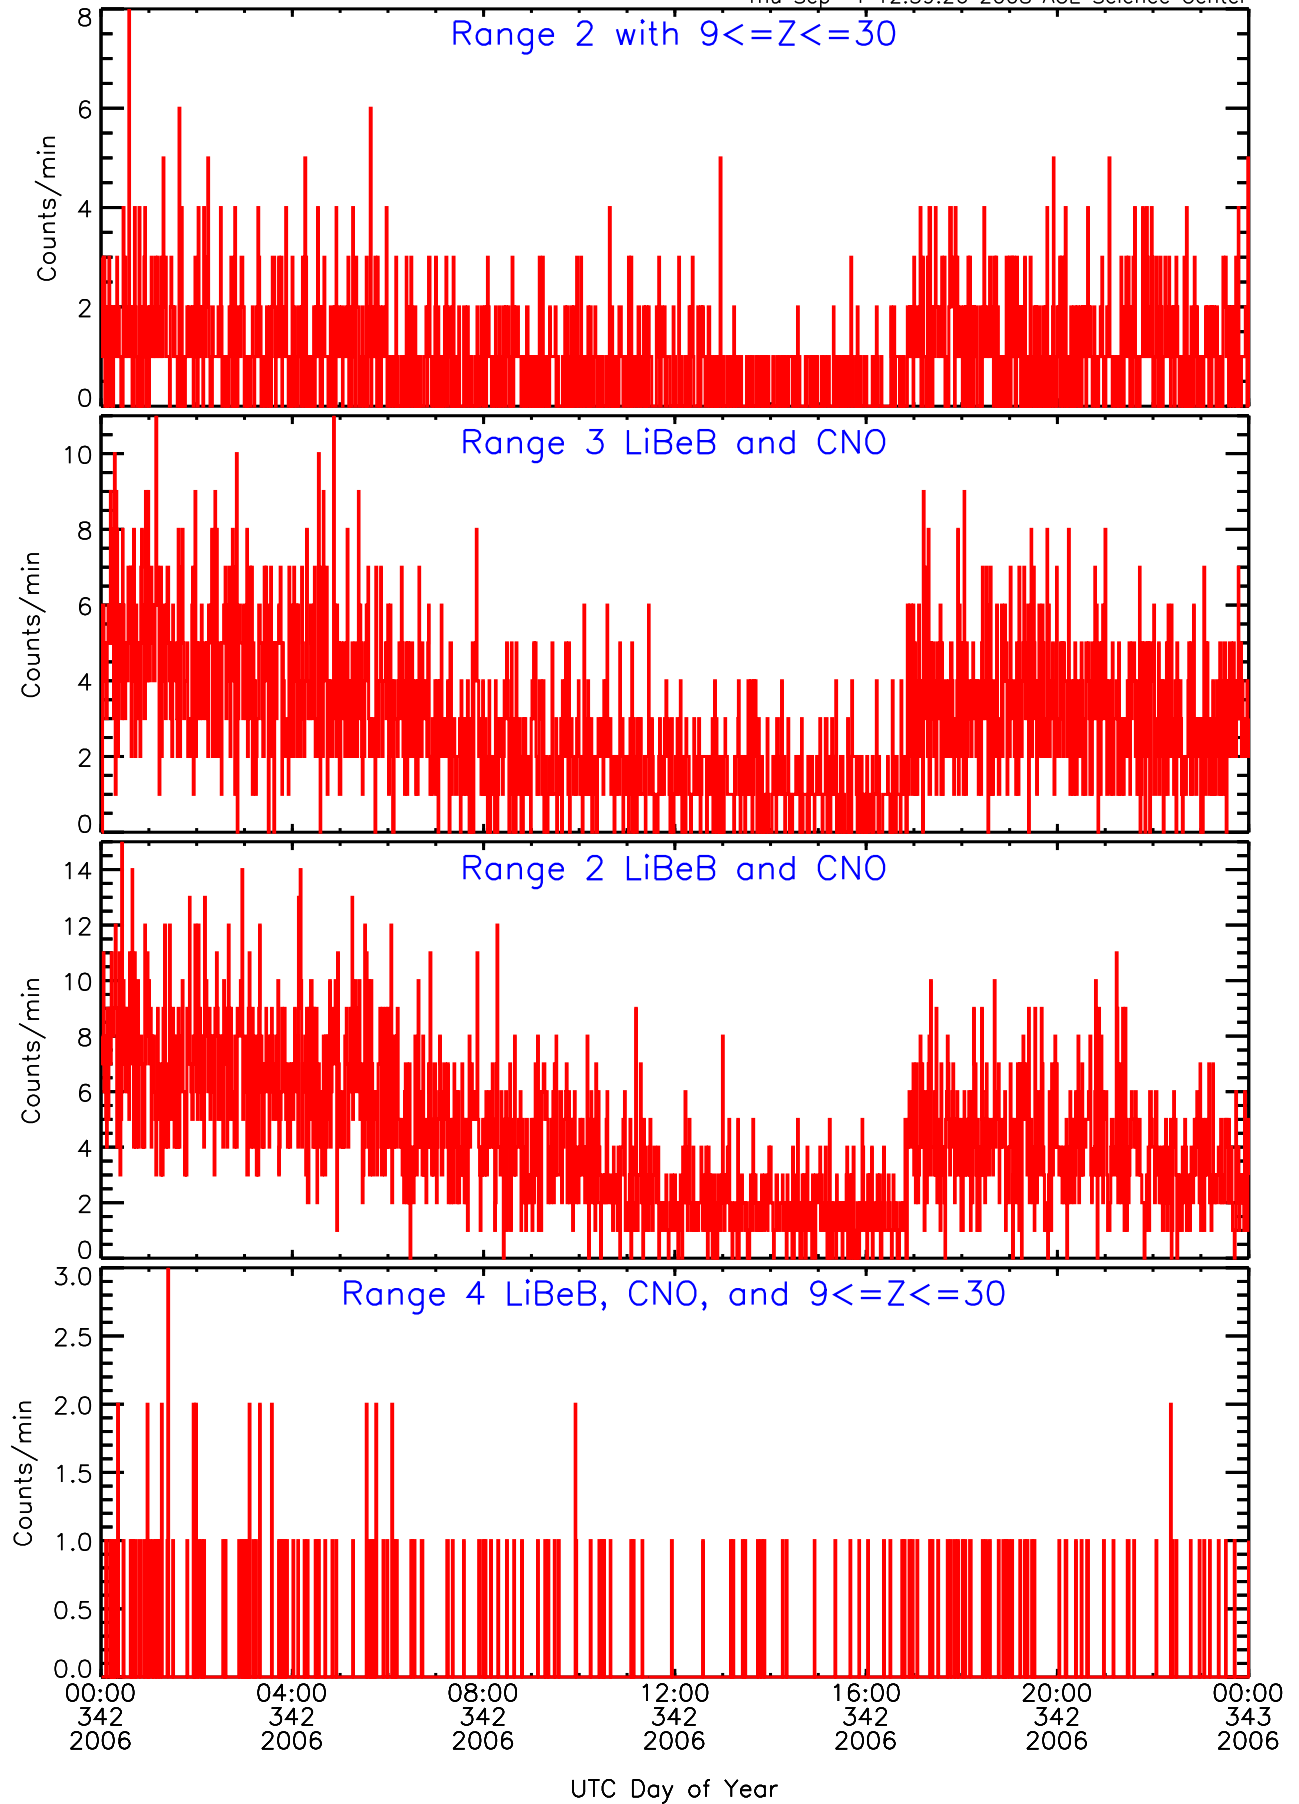 Range 2 with 9<=Z<=30
8
6
4
2
0
Counts/min
Range 3 LiBeB and CNO
10
8
6
4
2
0
Counts/min
Range 2 LiBeB and CNO
14
12
10
8
6
4
2
0
Counts/min
Range 4 LiBeB, CNO, and 9<=Z<=30
3.0
2.5
2.0
1.5
1.0
0.5
0.0
Counts/min
00:00 04:00 08:00 12:00 16:00 20:00 00:00
342 342 342 342 342 342 343
2006 2006 2006 2006 2006 2006 2006
UTC Day of Year